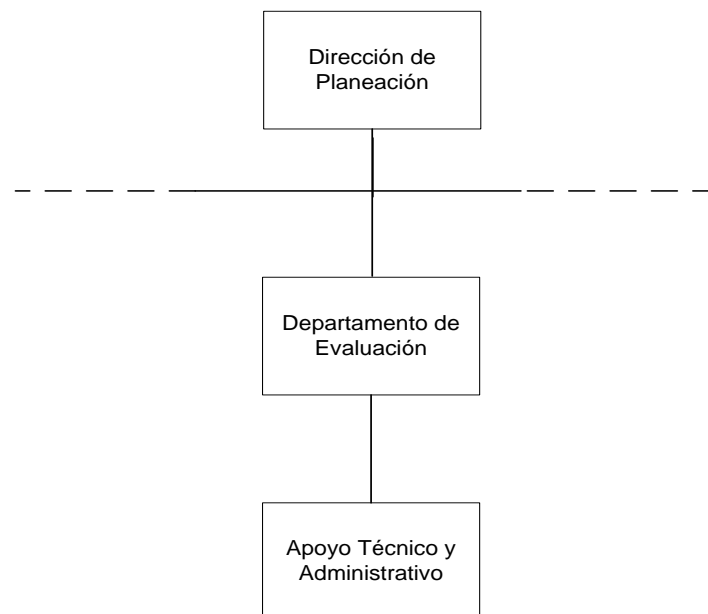 Dirección de
Planeación
Departamento de
Evaluación
Apoyo Técnico y
Administrativo